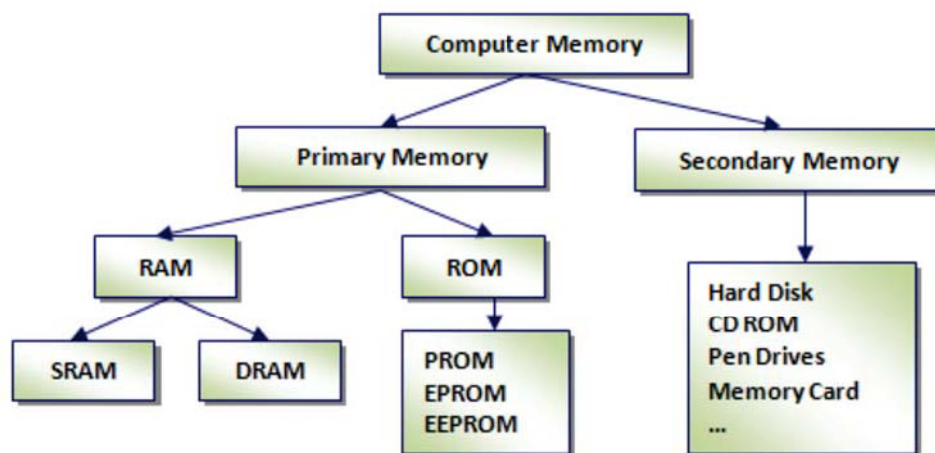 Computer Memory
Primary Memory
Secondary Memory
RAM
ROM
SRAM
DRAM
PROM
EPROM
EEPROM
Hard Disk
CD ROM
Pen Drives
Memory Card
...